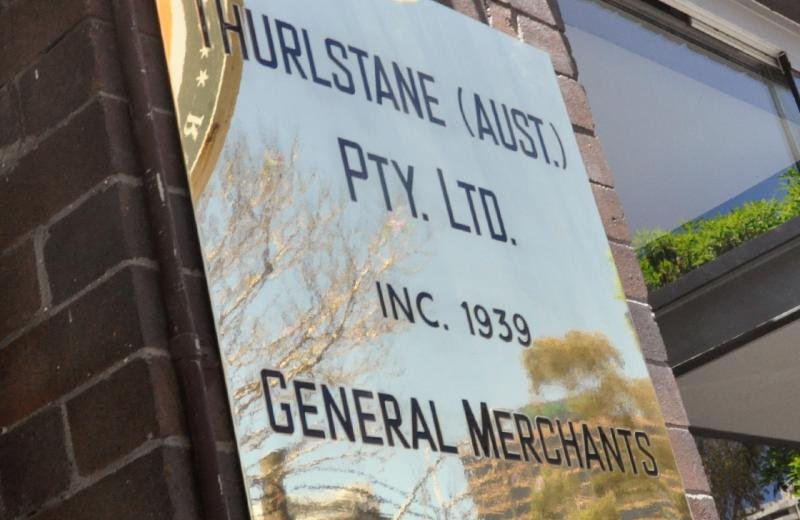 THURLSTANE (AUST.)
PTY. LTD.
INC. 1939
GENERAL MERCHANTS